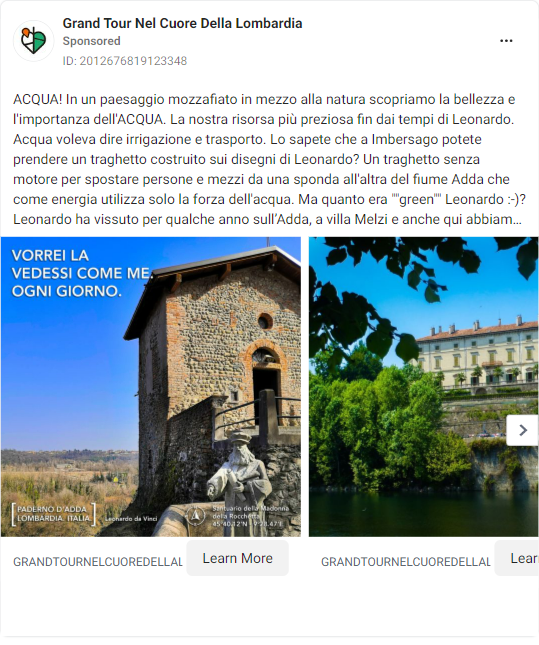 Grand Tour Nel Cuore Della Lombardia
Sponsored
ID: 2012676819123348
ACQUA! In un paesaggio mozzafiato in mezzo alla natura scopriamo la bellezza e
l'importanza dell'ACQUA. La nostra risorsa più preziosa fin dai tempi di Leonardo.
Acqua voleva dire irrigazione e trasporto. Lo sapete che a Imbersago potete
prendere un traghetto costruito sui disegni di Leonardo? Un traghetto senza
motore per spostare persone e mezzi da una sponda all'altra del fiume Adda che
come energia utilizza solo la forza dell'acqua. Ma quanto era ""green"" Leonardo :-)?
Leonardo ha vissuto per qualche anno sull'Adda, a villa Melzi e anche qui abbiam...
VORREI LA
VEDESSI COME ME.
OGNI GIORNO.
PADERNO D'ADDA
LOMBARDIA. ITALIA
Leonardo da Vinci
Santuario della Madonna
della Rocchetta
GRANDTOURNELCUOREDELLAL
Learn More
GRANDTOURNELCUOREDELLAL
Lear